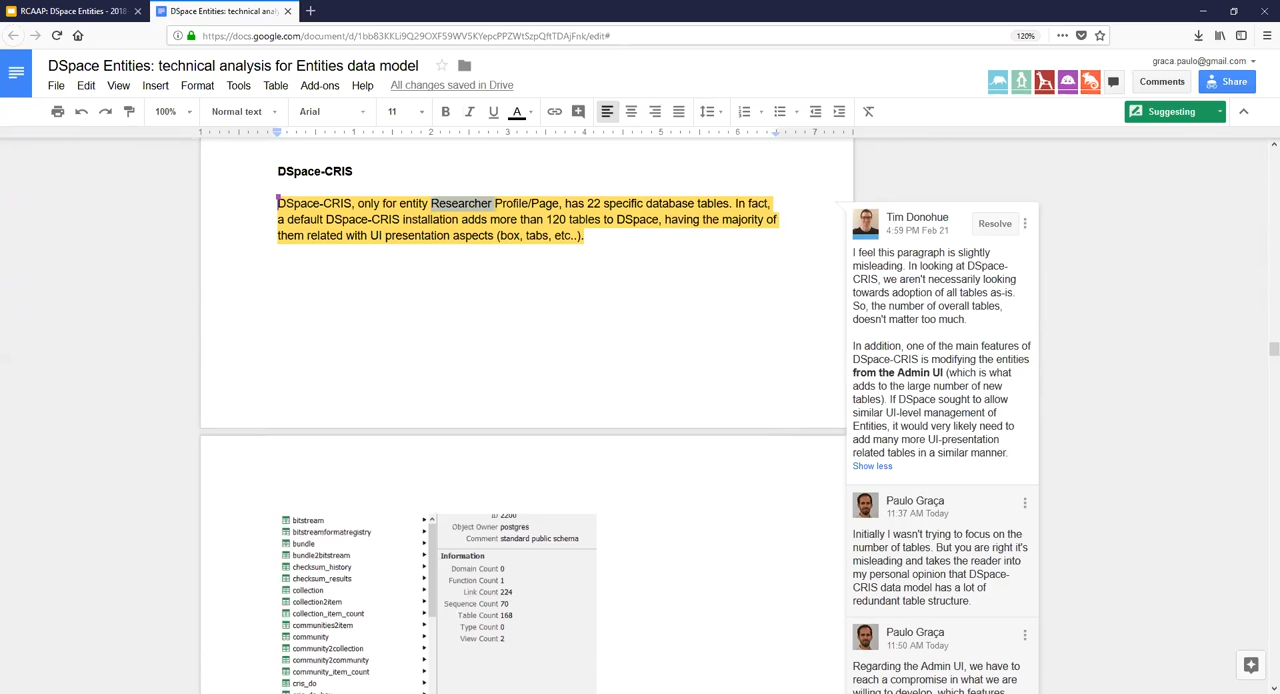 RCAAP: DSpace Entities - 2018-
DSpace Entities: technical analy
https://docs.google.com/document/d/1bb83KKLi9Q29OXF59WV5KYepcPPZWtSzpQftTDAjFnk/edit#
120%
DSpace Entities: technical analysis for Entities data model
graca.paulo@gmail.com
File Edit View Insert Format Tools Table Add-ons Help All changes saved in Drive
Comments Share
100% Normal text Arial 11 B I U A
Suggesting
1 1 2 3 4 5 6 7
DSpace-CRIS
DSpace-CRIS, only for entity Researcher Profile/Page, has 22 specific database tables. In fact,
a default DSpace-CRIS installation adds more than 120 tables to DSpace, having the majority of
them related with UI presentation aspects (box, tabs, etc..).
Tim Donohue
4:59 PM Feb 21
Resolve
I feel this paragraph is slightly
misleading. In looking at DSpace-
CRIS, we aren't necessarily looking
towards adoption of all tables as-is.
So, the number of overall tables,
doesn't matter too much.
In addition, one of the main features of
DSpace-CRIS is modifying the entities
from the Admin UI (which is what
adds to the large number of new
tables). If DSpace sought to allow
similar UI-level management of
Entities, it would very likely need to
add many more UI-presentation
related tables in a similar manner.
Show less
Paulo Graça
11:37 AM Today
Initially I wasn't trying to focus on the
number of tables. But you are right it's
misleading and takes the reader into
my personal opinion that DSpace-
CRIS data model has a lot of
redundant table structure.
Paulo Graça
11:50 AM Today
Regarding the Admin UI, we have to
reach a compromise in what we are
willing to develop, which features
bitstream
bitstreamformatregistry
bundle
bundle2bitstream
checksum_history
checksum_results
collection
collection2item
collection_item_count
communities2item
community
community2collection
community2community
community_item_count
cris_do
ID 2200
Object Owner postgres
Comment standard public schema
Information
Domain Count 0
Function Count 1
Link Count 224
Sequence Count 70
Table Count 168
Type Count 0
View Count 2